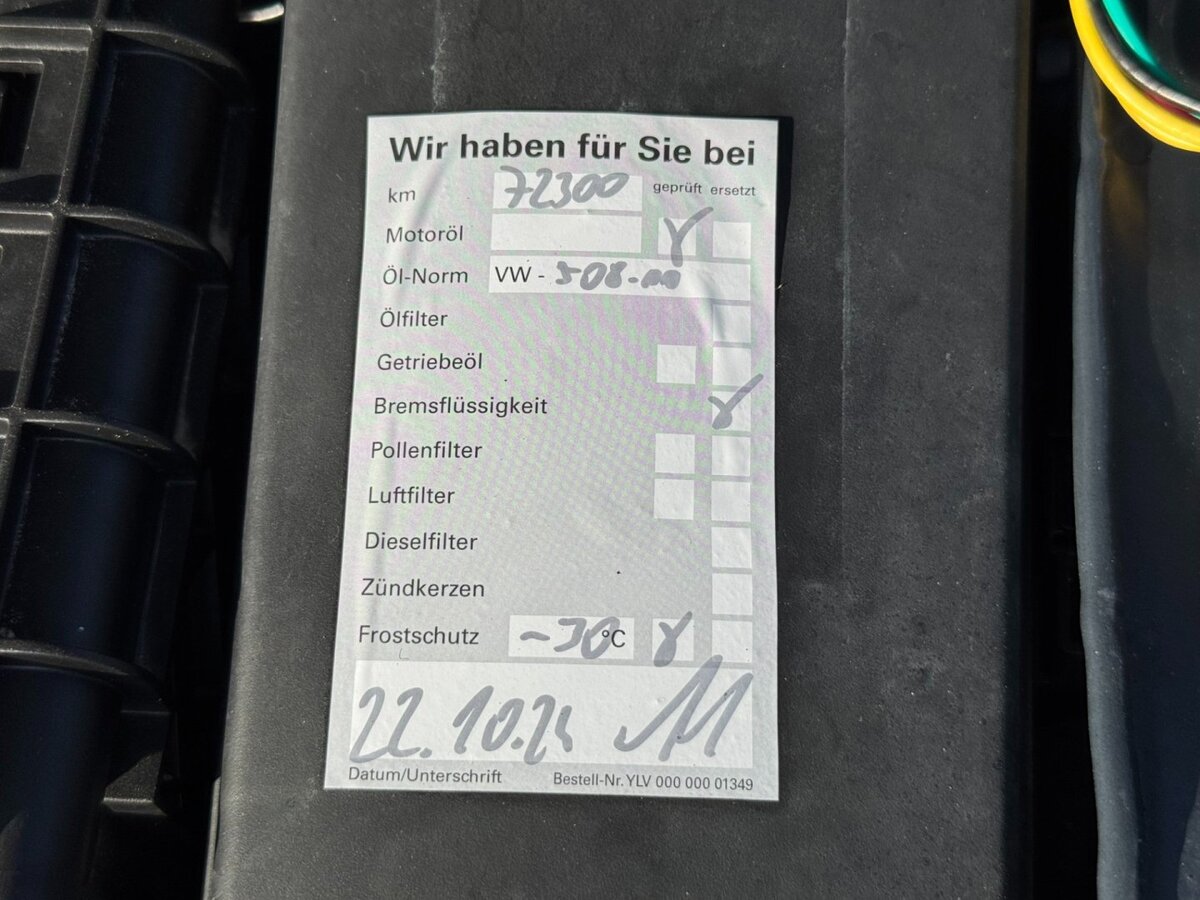 Wir haben für Sie bei
km 72300 geprüft ersetzt
Motoröl
Öl-Norm VW - 508-00
Ölfilter
Getriebeöl
Bremsflüssigkeit
Pollenfilter
Luftfilter
Dieselfilter
Zündkerzen
Frostschutz -30°C
22.10.24
Datum/Unterschrift Bestell-Nr. YLV 000 000 01349